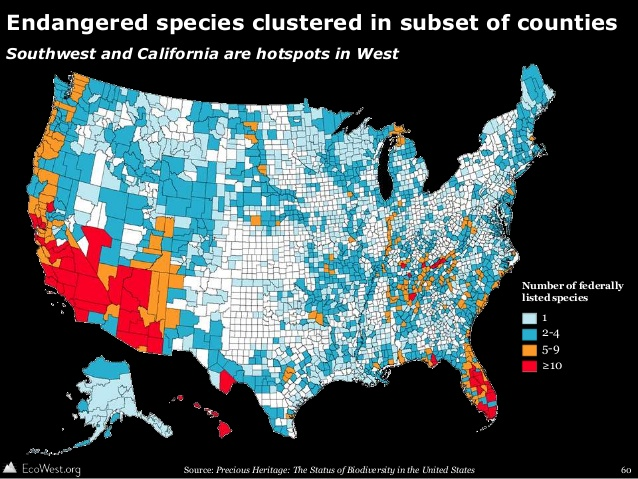 Endangered species clustered in subset of counties
Southwest and California are hotspots in West
Number of federally
listed species
1
2-4
5-9
≥10
EcoWest.org
Source: Precious Heritage: The Status of Biodiversity in the United States
60